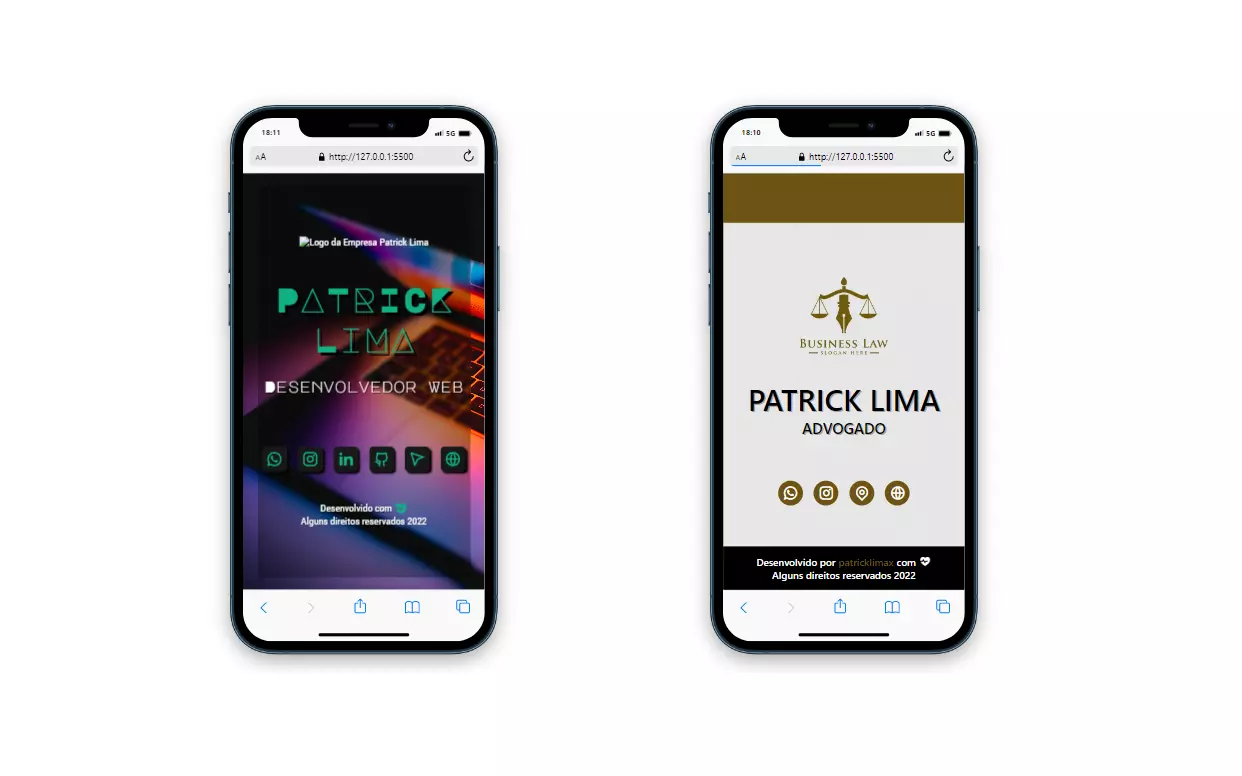 18:11
5G
AA
http://127.0.0.1:5500
Logo da Empresa Patrick Lima
PATRICK
LIMA
DESENVOLVEDOR WEB
in
Desenvolvido com
Alguns direitos reservados 2022
18:10
5G
AA
http://127.0.0.1:5500
BUSINESS LAW
SLOGAN HERE
PATRICK LIMA
ADVOGADO
Desenvolvido por patricklimax com
Alguns direitos reservados 2022